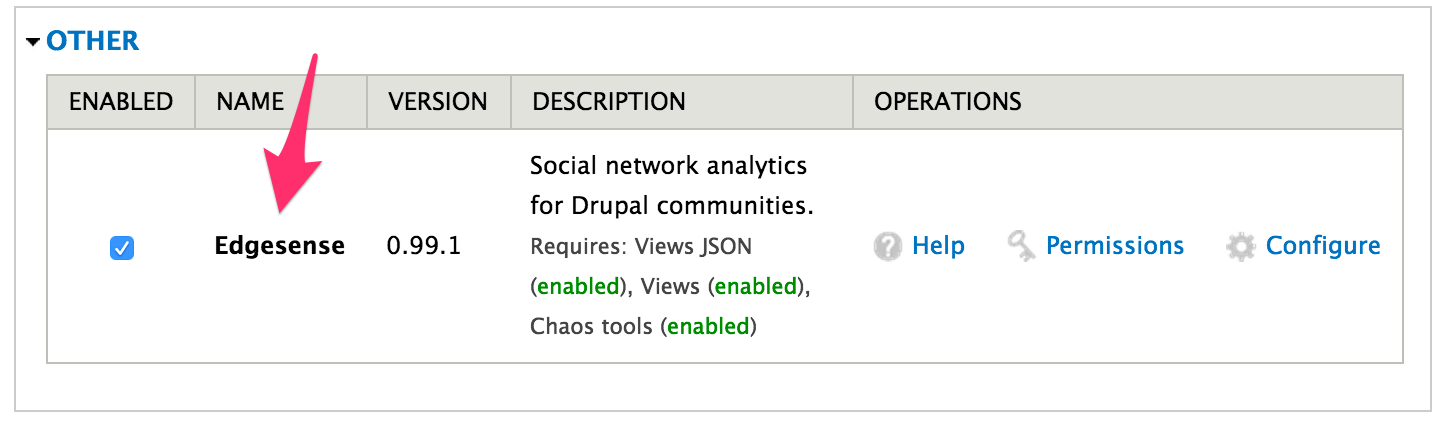 OTHER
ENABLED NAME VERSION DESCRIPTION OPERATIONS
Social network analytics
for Drupal communities.
Edgesense 0.99.1 Requires: Views JSON Help Permissions Configure
(enabled), Views (enabled),
Chaos tools (enabled)